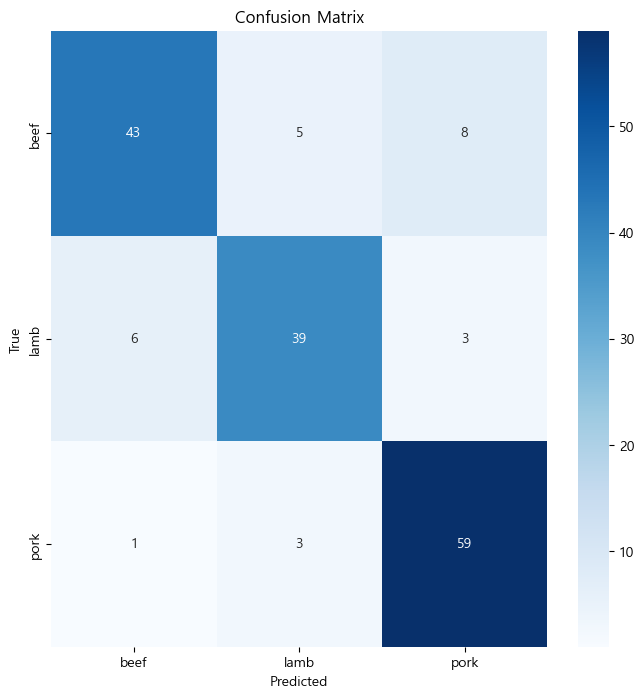 Confusion Matrix
beef
43
5
8
lamb
6
39
3
pork
1
3
59
True
beef
lamb
pork
Predicted
50
40
30
20
10